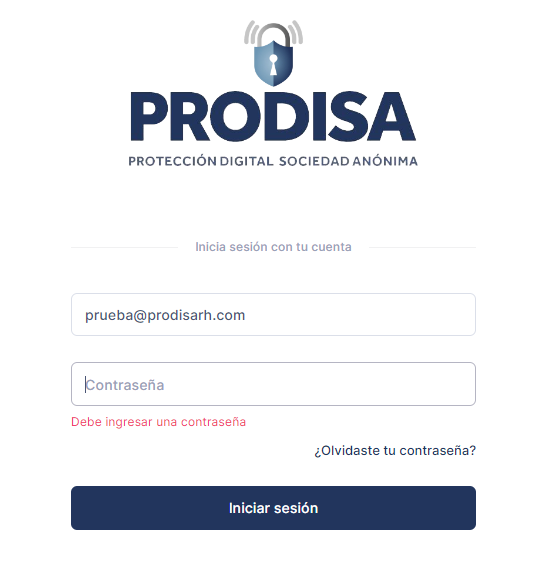 PRODISA
PROTECCIÓN DIGITAL SOCIEDAD ANÓNIMA
Inicia sesión con tu cuenta
prueba@prodisarh.com
Contraseña
Debe ingresar una contraseña
¿Olvidaste tu contraseña?
Iniciar sesión